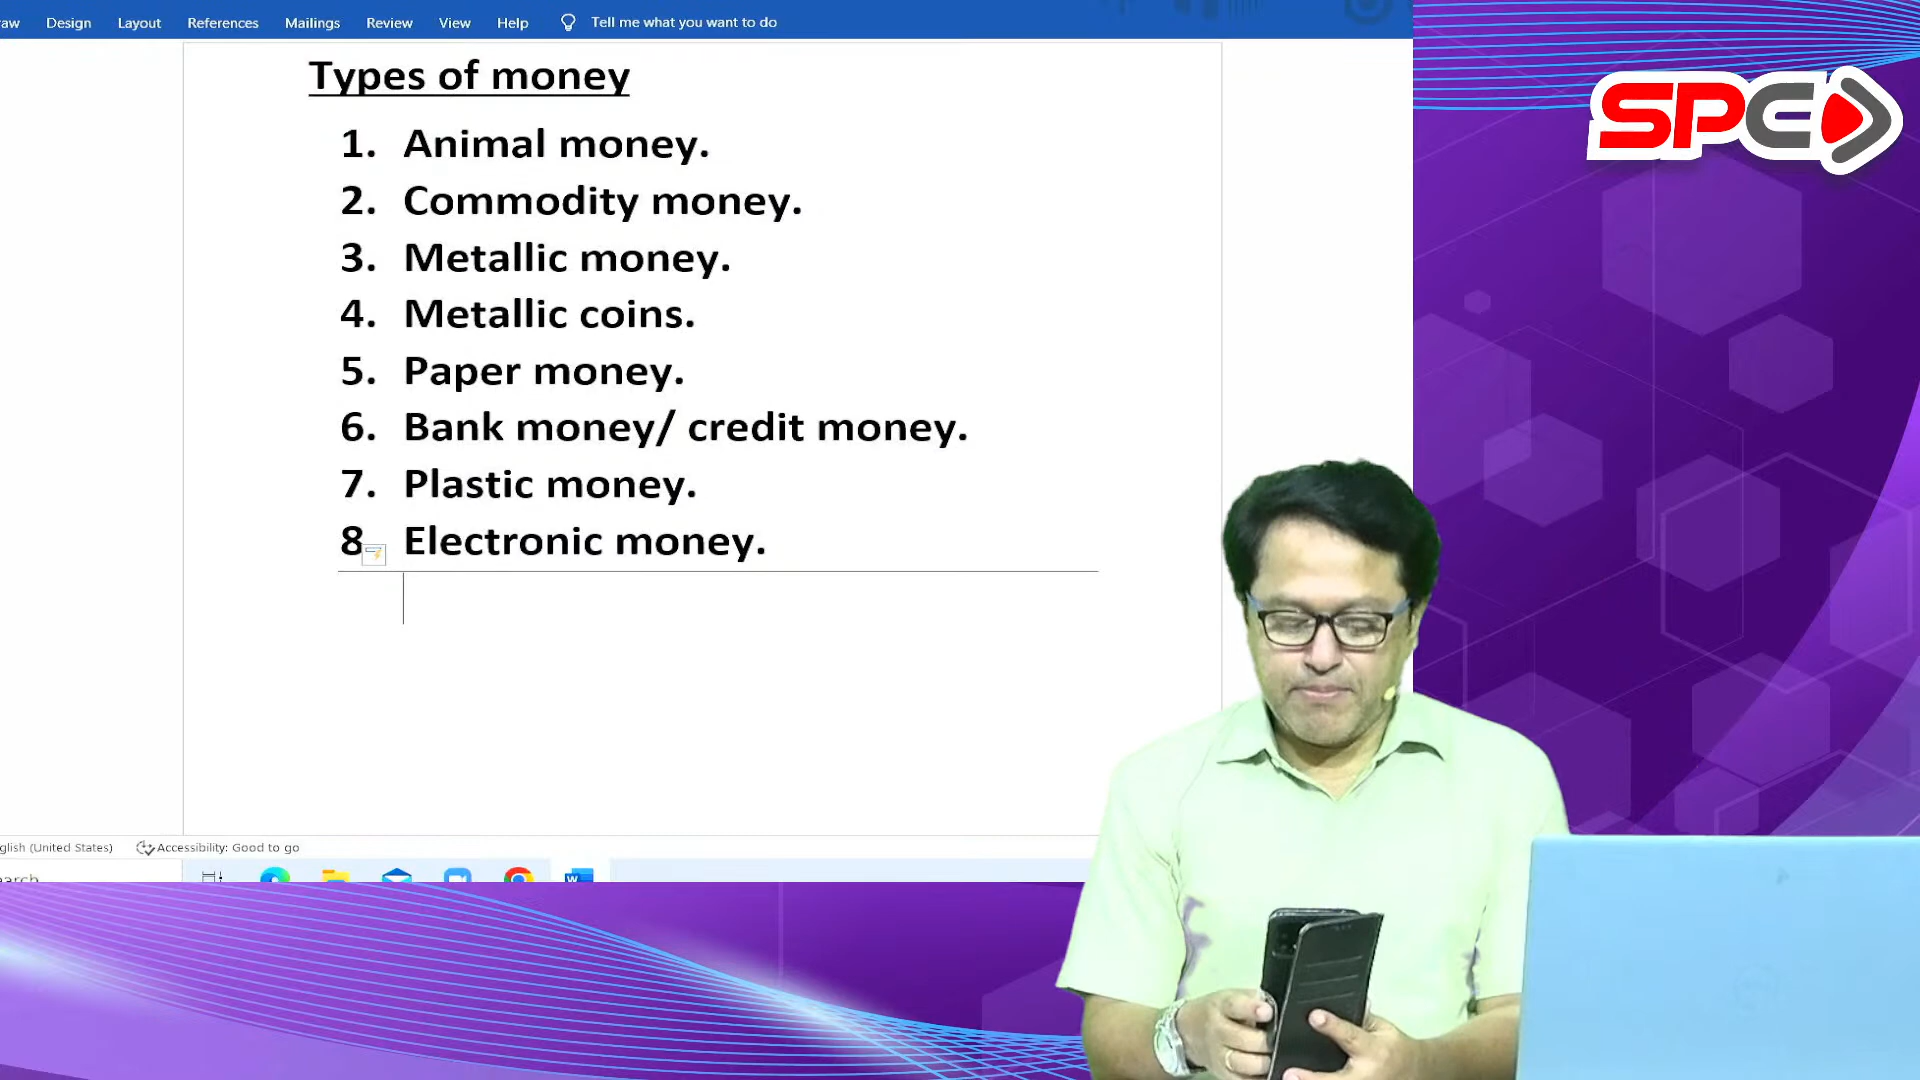 Design Layout References Mailings Review View Help Tell me what you want to do
SPE
Types of money
1. Animal money.
2. Commodity money.
3. Metallic money.
4. Metallic coins.
5. Paper money.
6. Bank money/ credit money.
7. Plastic money.
8 Electronic money.
glish (United States) Accessibility: Good to go
W